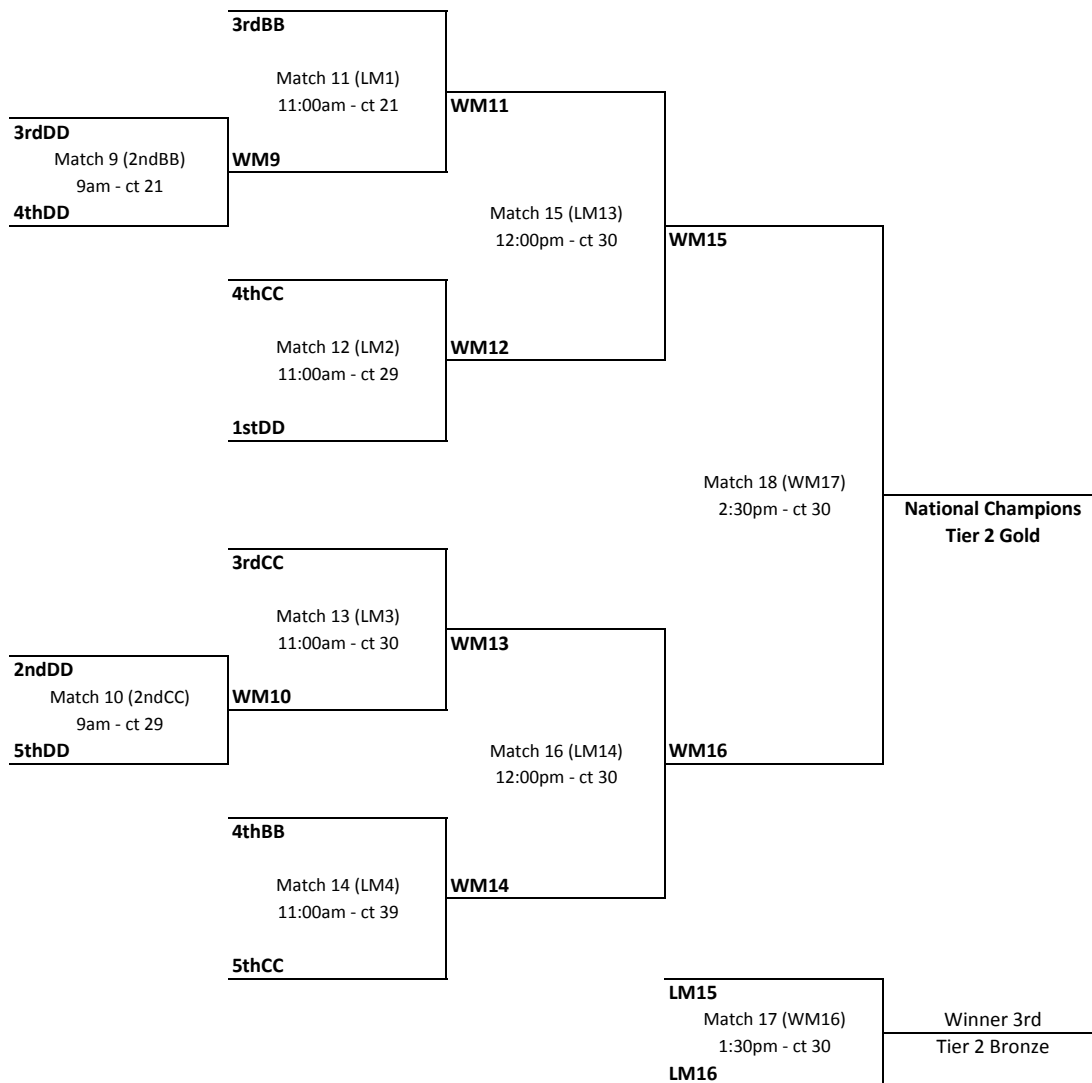 3rdBB
Match 11 (LM1)
11:00am - ct 21
WM11
3rdDD
Match 9 (2ndBB)
9am - ct 21
WM9
4thDD
Match 15 (LM13)
12:00pm - ct 30
WM15
4thCC
Match 12 (LM2)
11:00am - ct 29
WM12
1stDD
Match 18 (WM17)
2:30pm - ct 30
National Champions
Tier 2 Gold
3rdCC
Match 13 (LM3)
11:00am - ct 30
WM13
2ndDD
Match 10 (2ndCC)
9am - ct 29
WM10
5thDD
Match 16 (LM14)
12:00pm - ct 30
WM16
4thBB
Match 14 (LM4)
11:00am - ct 39
WM14
5thCC
LM15
Match 17 (WM16)
1:30pm - ct 30
Winner 3rd
Tier 2 Bronze
LM16